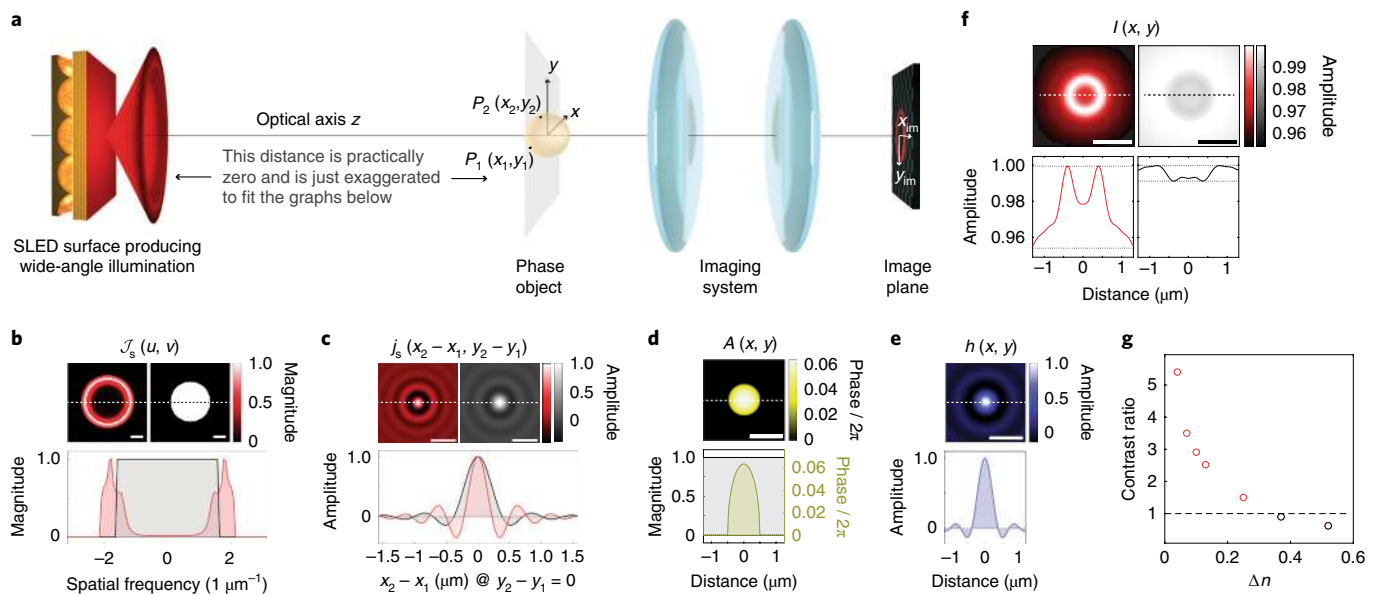 a
y
P2 (x2,y2)
x
Optical axis z
This distance is practically
zero and is just exaggerated
to fit the graphs below
P1 (x1,y1)
xim
yim
SLED surface producing
wide-angle illumination
Phase
object
Imaging
system
Image
plane
f
I (x, y)
0.99
0.98
0.97
0.96
Amplitude
1.00
0.98
0.96
Amplitude
−1 0 1 −1 0 1
Distance (μm)
b
𝒥s (u, v)
1.0
0.5
0
Magnitude
1.0
0.5
0
Magnitude
−2 0 2
Spatial frequency (1 μm−1)
c
js (x2 − x1, y2 − y1)
1.0
0.5
0
Amplitude
1.0
0
Amplitude
−1.5 −1.0 −0.5 0 0.5 1.0 1.5
x2 − x1 (μm) @ y2 − y1 = 0
d
A (x, y)
0.06
0.04
0.02
0
Phase / 2π
1.0
0.5
0
Magnitude
0.06
0.04
0.02
0
Phase / 2π
−1 0 1
Distance (μm)
e
h (x, y)
1.0
0.5
0
Amplitude
1.0
0
Amplitude
−1 0 1
Distance (μm)
g
5
4
3
2
1
0
Contrast ratio
0 0.2 0.4 0.6
Δn